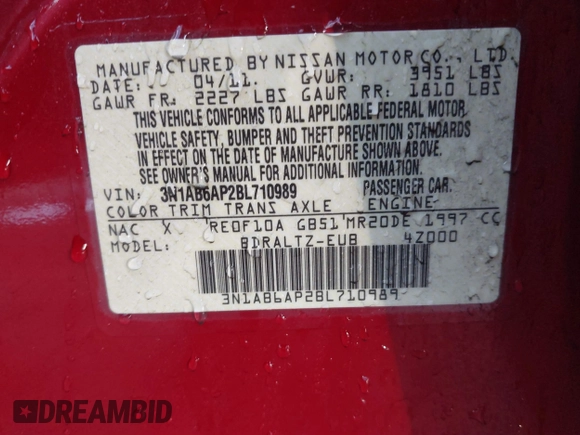 MANUFACTURED BY NISSAN MOTOR CO., LTD.
DATE: 04/11. GVWR: 3951 LBS
GAWR FR: 2227 LBS GAWR RR: 1810 LBS
THIS VEHICLE CONFORMS TO ALL APPLICABLE FEDERAL MOTOR
VEHICLE SAFETY, BUMPER AND THEFT PREVENTION STANDARDS
IN EFFECT ON THE DATE OF MANUFACTURE SHOWN ABOVE.
SEE OWNER'S MANUAL FOR ADDITIONAL INFORMATION.
VIN: 3N1AB6AP2BL710989 PASSENGER CAR.
COLOR TRIM TRANS AXLE ENGINE
NAC X RE0F10A GB51 MR20DE 1997 CC
MODEL: BDRALTZ-EUB 4Z000
3N1AB6AP2BL710989
DREAMBID